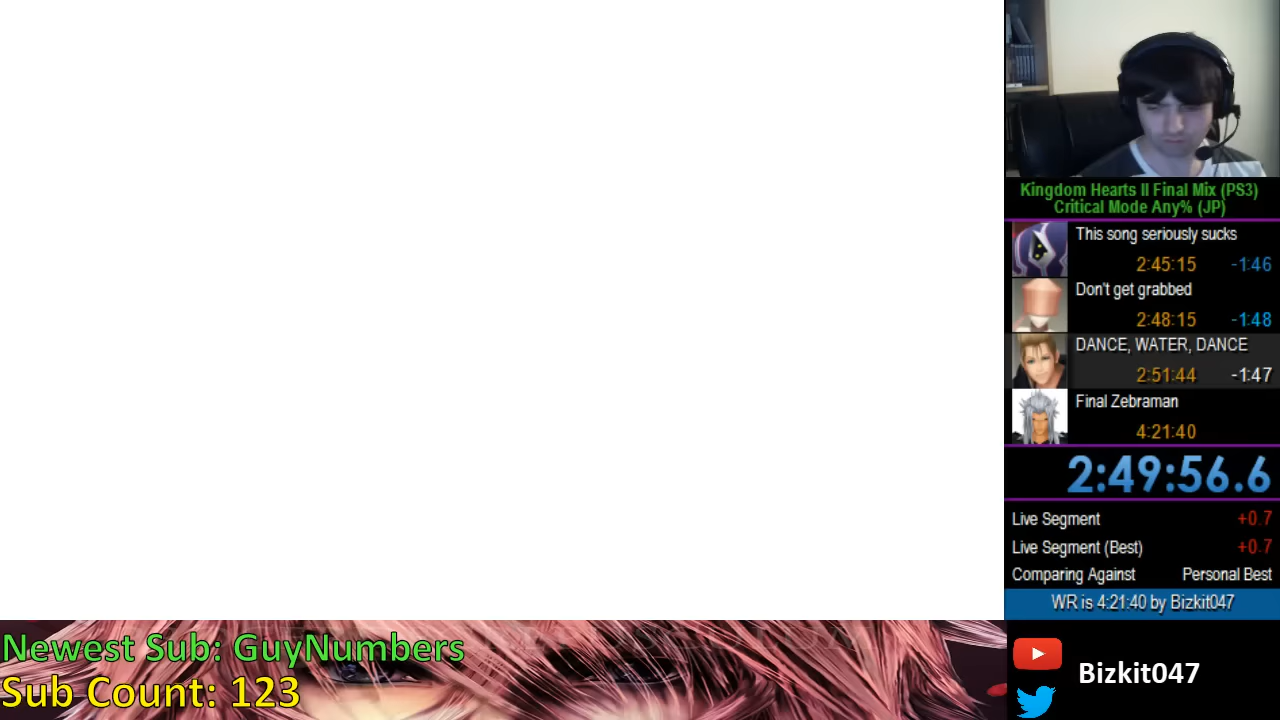 Kingdom Hearts II Final Mix (PS3)
Critical Mode Any% (JP)
This song seriously sucks
2:45:15 -1:46
Don't get grabbed
2:48:15 -1:48
DANCE, WATER, DANCE
2:51:44 -1:47
Final Zebraman
4:21:40
2:49:56.6
Live Segment +0.7
Live Segment (Best) +0.7
Comparing Against Personal Best
WR is 4:21:40 by Bizkit047
Newest Sub: GuyNumbers
Sub Count: 123
Bizkit047